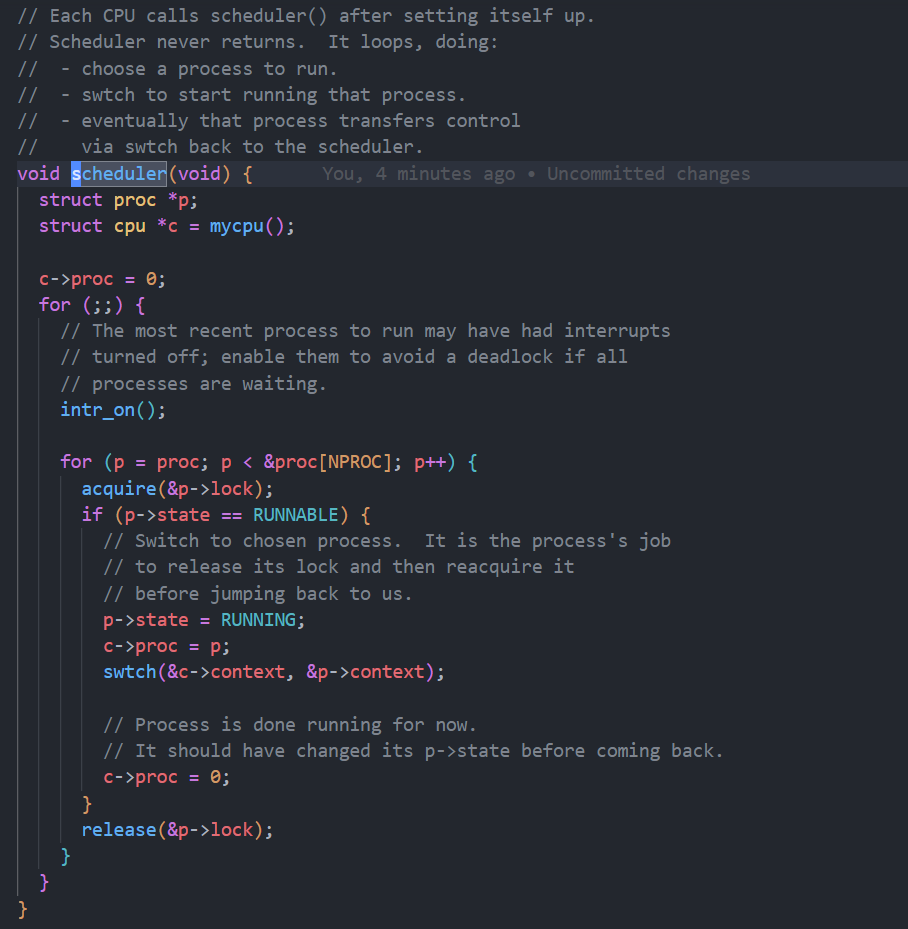 // Each CPU calls scheduler() after setting itself up.
// Scheduler never returns.  It loops, doing:
//  - choose a process to run.
//  - swtch to start running that process.
//  - eventually that process transfers control
//    via swtch back to the scheduler.
void scheduler(void) {      You, 4 minutes ago • Uncommitted changes
  struct proc *p;
  struct cpu *c = mycpu();

  c->proc = 0;
  for (;;) {
    // The most recent process to run may have had interrupts
    // turned off; enable them to avoid a deadlock if all
    // processes are waiting.
    intr_on();

    for (p = proc; p < &proc[NPROC]; p++) {
      acquire(&p->lock);
      if (p->state == RUNNABLE) {
        // Switch to chosen process.  It is the process's job
        // to release its lock and then reacquire it
        // before jumping back to us.
        p->state = RUNNING;
        c->proc = p;
        swtch(&c->context, &p->context);

        // Process is done running for now.
        // It should have changed its p->state before coming back.
        c->proc = 0;
      }
      release(&p->lock);
    }
  }
}